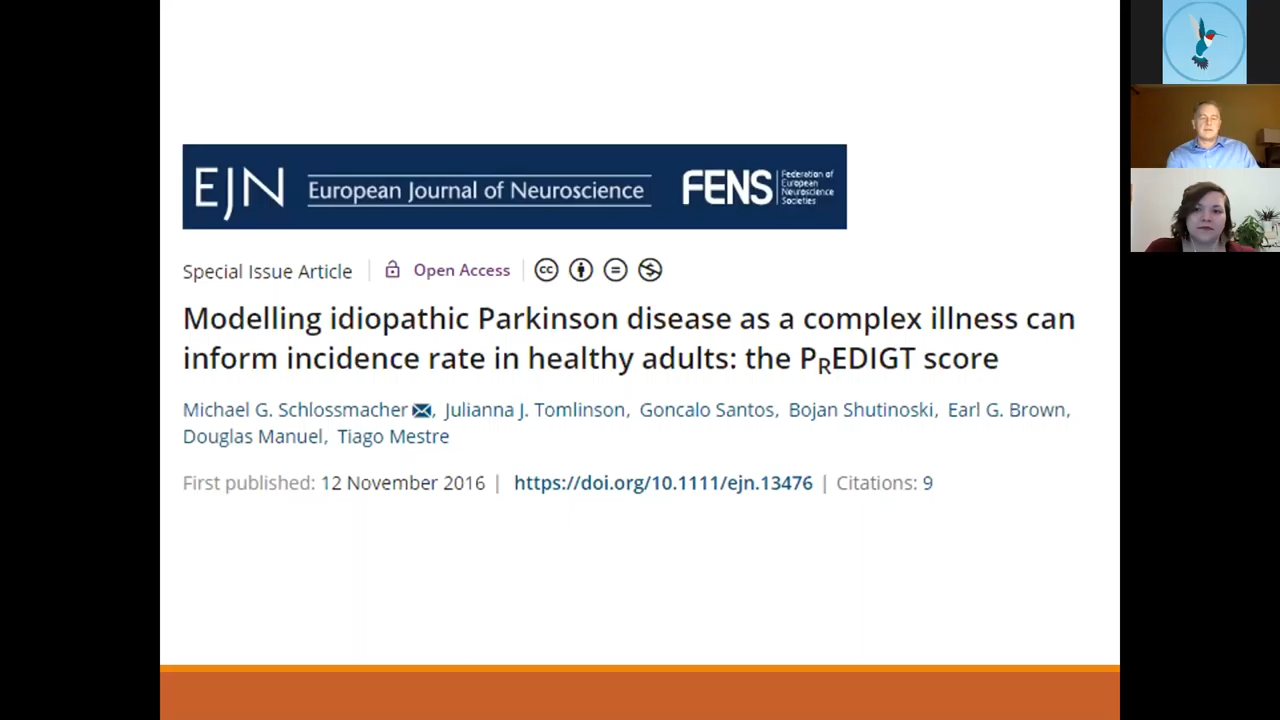 EJN European Journal of Neuroscience FENS Federation of
European
Neuroscience
Societies
Special Issue Article | Open Access | cc
Modelling idiopathic Parkinson disease as a complex illness can
inform incidence rate in healthy adults: the PREDIGT score
Michael G. Schlossmacher, Julianna J. Tomlinson, Goncalo Santos, Bojan Shutinoski, Earl G. Brown,
Douglas Manuel, Tiago Mestre
First published: 12 November 2016 | https://doi.org/10.1111/ejn.13476 | Citations: 9